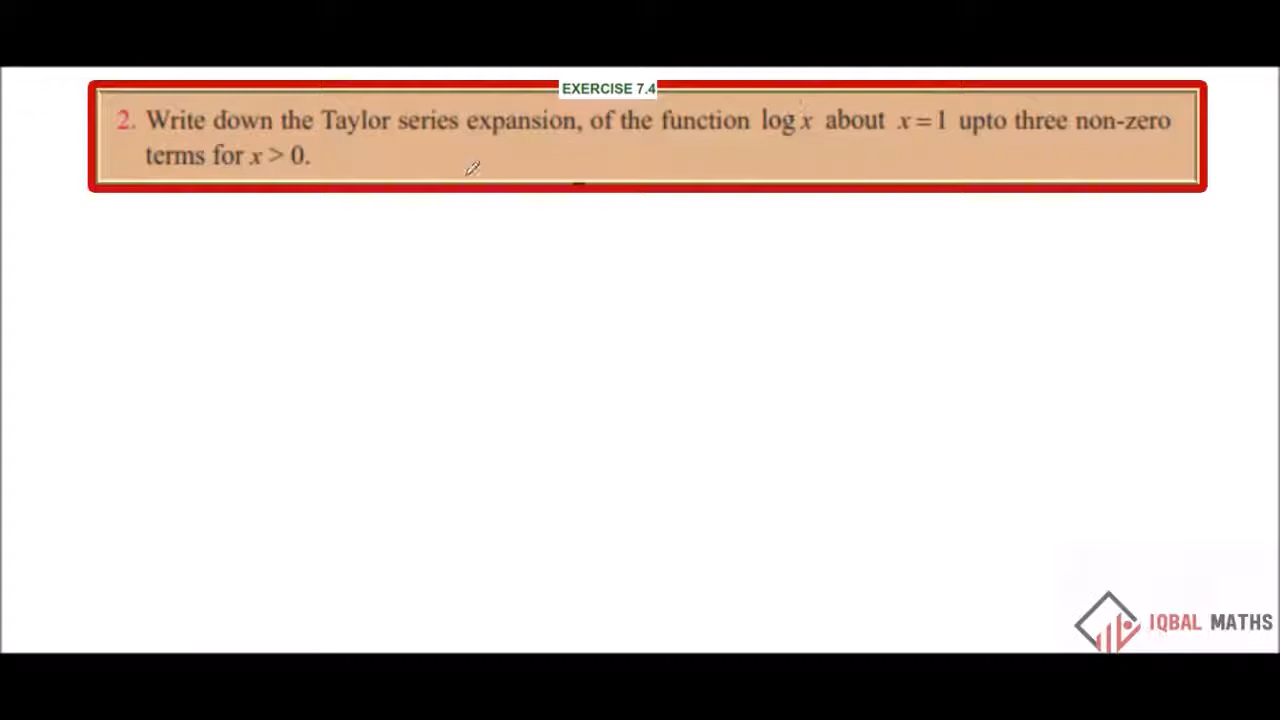 EXERCISE 7.4
2. Write down the Taylor series expansion, of the function log x about x = 1 upto three non-zero
terms for x > 0.
IQBAL MATHS